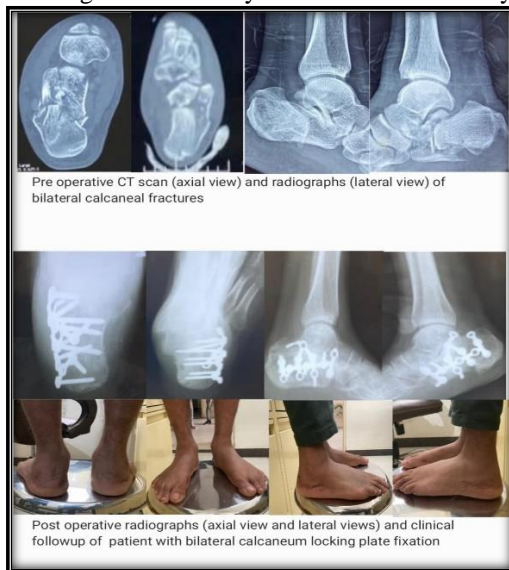 Pre operative CT scan (axial view) and radiographs (lateral view) of
bilateral calcaneal fractures
Post operative radiographs (axial view and lateral views) and clinical
followup of patient with bilateral calcaneum locking plate fixation